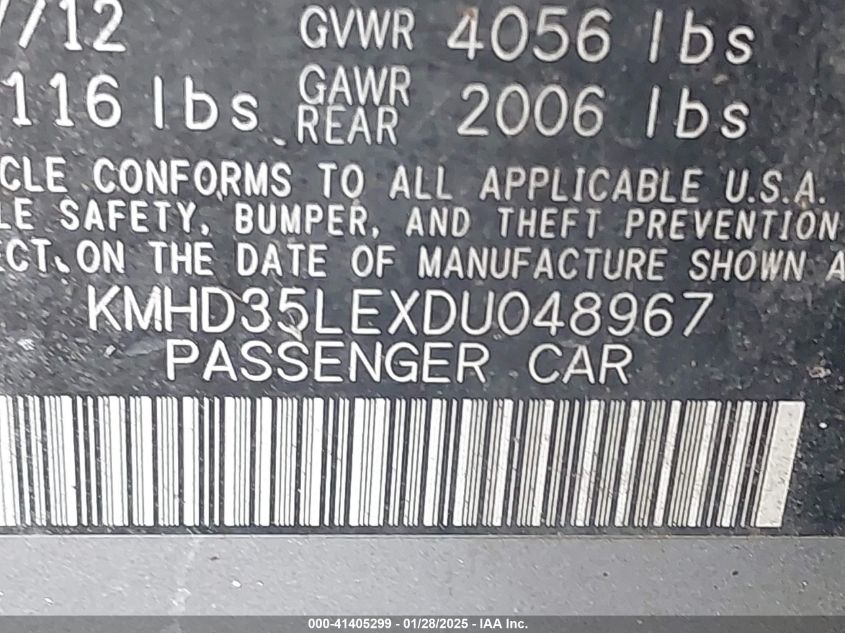 /12 GVWR 4056 lbs
116 lbs GAWR REAR 2006 lbs
CLE CONFORMS TO ALL APPLICABLE U.S.A.
LE SAFETY, BUMPER, AND THEFT PREVENTION
ECT ON THE DATE OF MANUFACTURE SHOWN A
KMHD35LEXDU048967
PASSENGER CAR
000-41405299 - 01/28/2025 - IAA Inc.